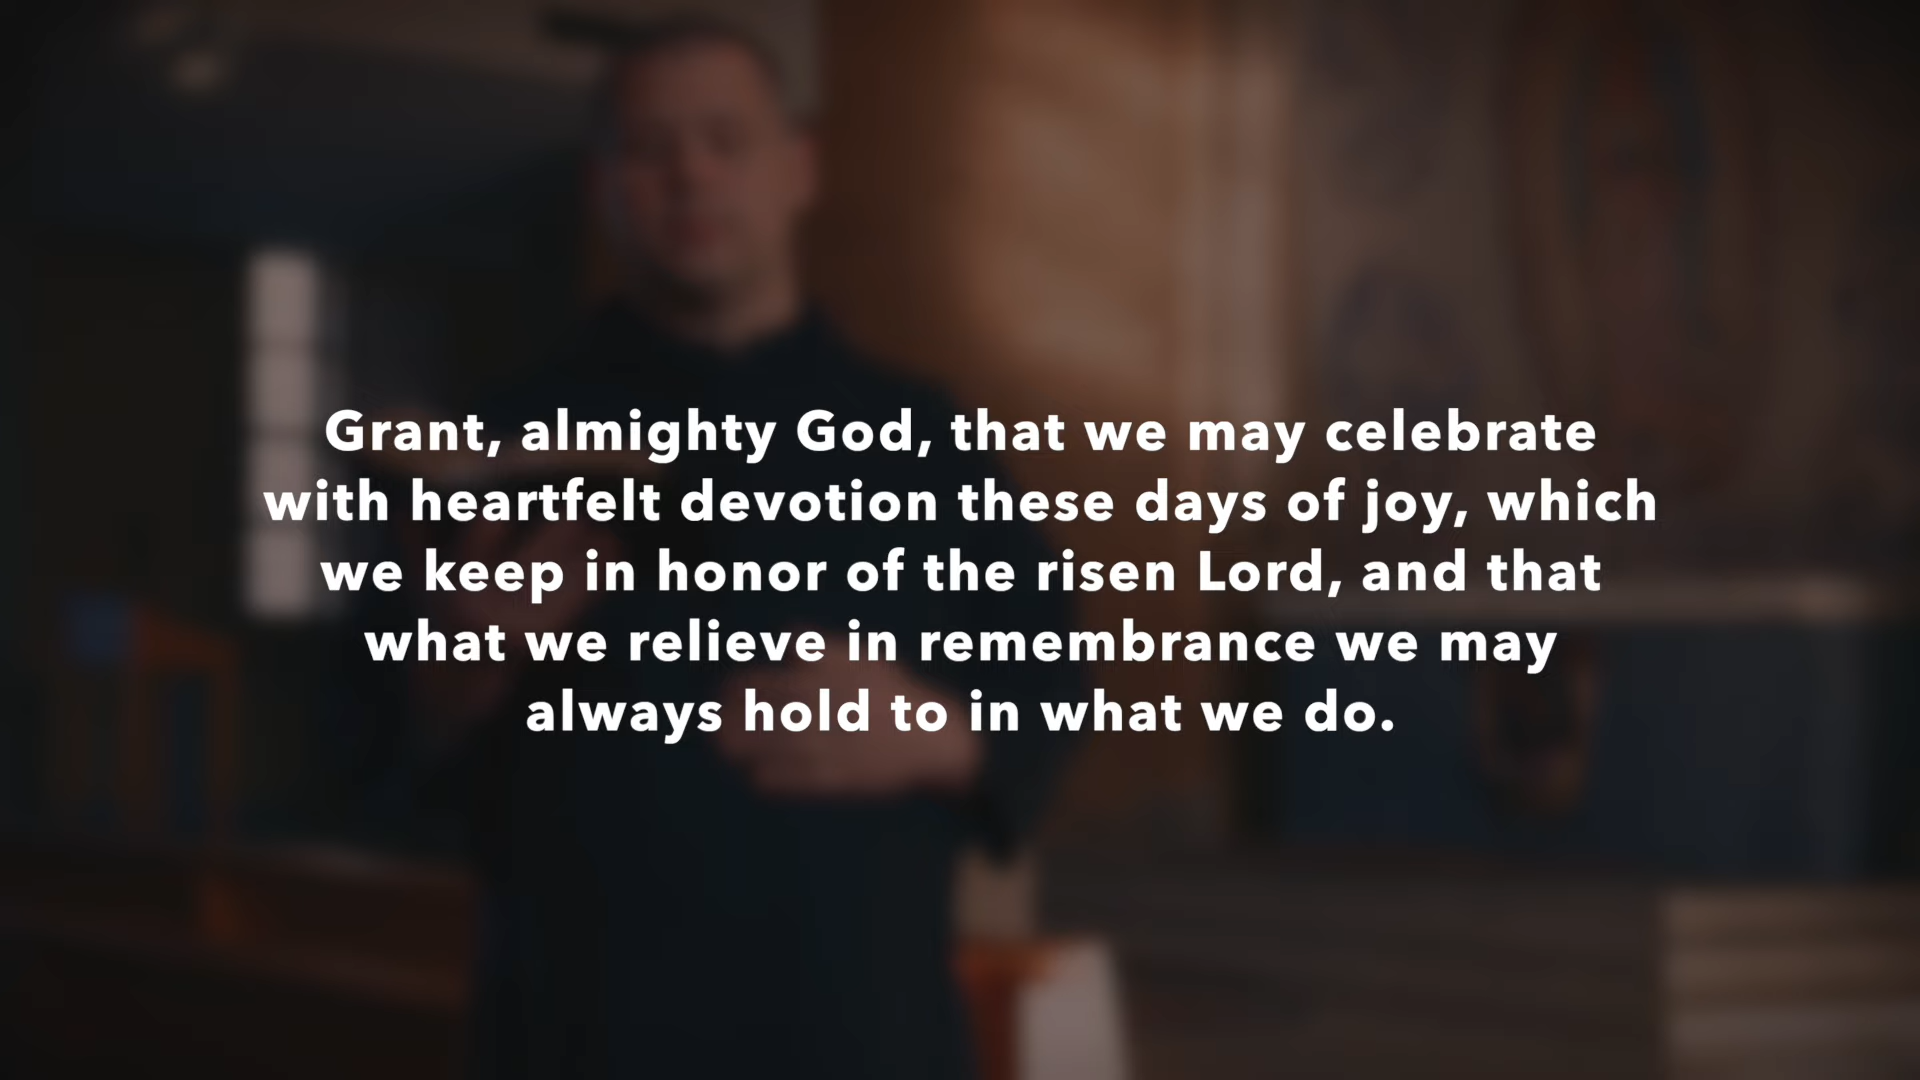 Grant, almighty God, that we may celebrate
with heartfelt devotion these days of joy, which
we keep in honor of the risen Lord, and that
what we relieve in remembrance we may
always hold to in what we do.